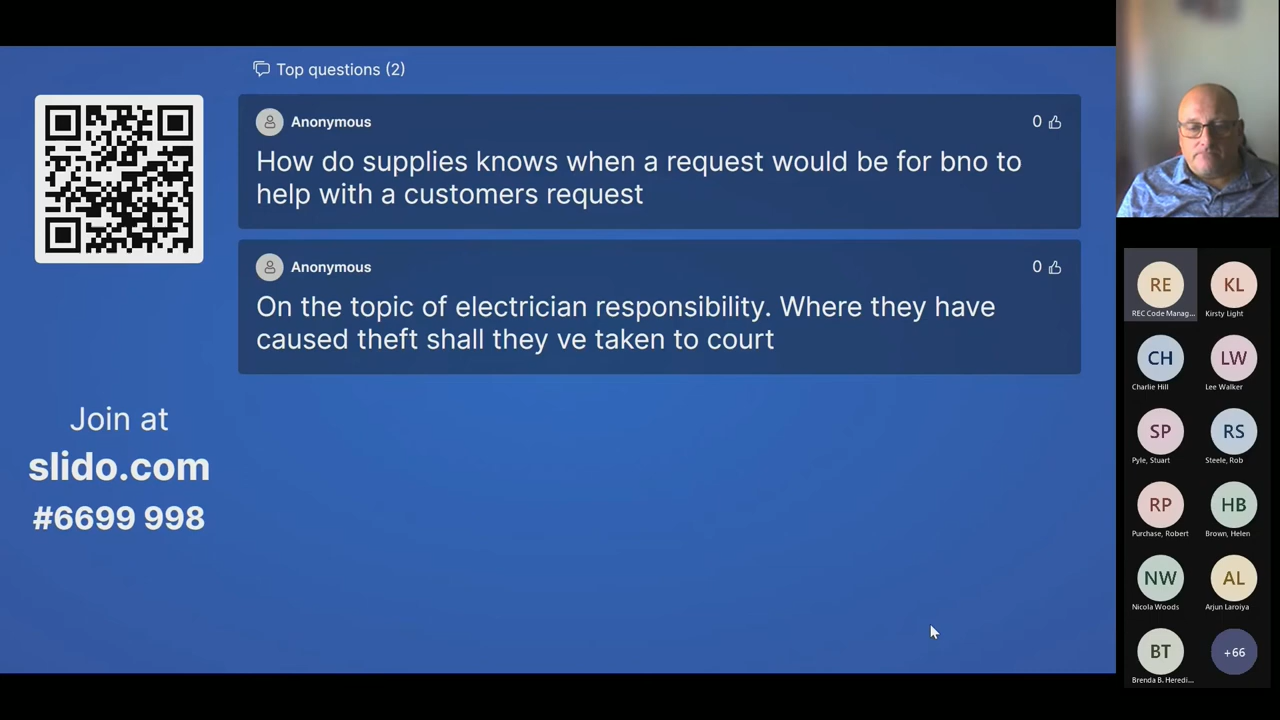 Top questions (2)
Anonymous
0
How do supplies knows when a request would be for bno to
help with a customers request
Anonymous
0
On the topic of electrician responsibility. Where they have
caused theft shall they ve taken to court
Join at
slido.com
#6699 998
RE
REC Code Manag...
KL
Kirsty Light
CH
Charlie Hill
LW
Lee Walker
SP
Pyle, Stuart
RS
Steele, Rob
RP
Purchase, Robert
HB
Brown, Helen
NW
Nicola Woods
AL
Arjun Laroiya
BT
Brenda B. Heredi...
+66